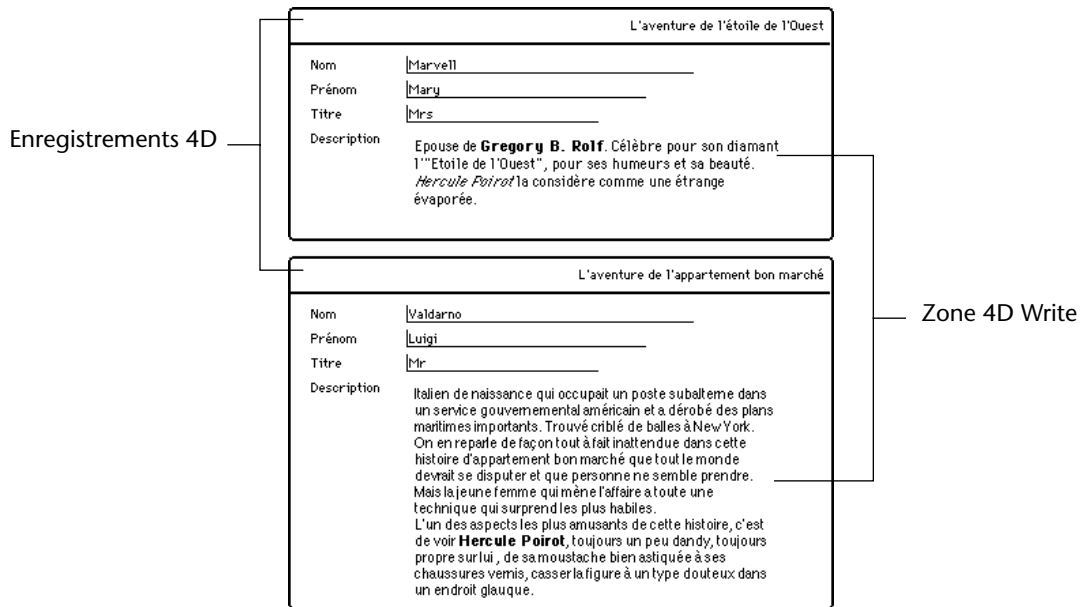 L'aventure de l'étoile de l'Ouest
Nom Marvell
Prénom Mary
Titre Mrs
Enregistrements 4D
Description Epouse de Gregory B. Rolf. Célèbre pour son diamant
l'"Etoile de l'Ouest", pour ses humeurs et sa beauté.
Hercule Poirot la considère comme une étrange
évaporée.
L'aventure de l'appartement bon marché
Zone 4D Write
Nom Valdarno
Prénom Luigi
Titre Mr
Description Italien de naissance qui occupait un poste subalterne dans
un service gouvernemental américain et a dérobé des plans
maritimes importants. Trouvé criblé de balles à New York.
On en reparle de façon tout à fait inattendue dans cette
histoire d'appartement bon marché que tout le monde
devrait se disputer et que personne ne semble prendre.
Mais la jeune femme qui mène l'affaire a toute une
technique qui surprend les plus habiles.
L'un des aspects les plus amusants de cette histoire, c'est
de voir Hercule Poirot, toujours un peu dandy, toujours
propre sur lui , de sa moustache bien astiquée à ses
chaussures vernis, casser la figure à un type douteux dans
un endroit glauque.